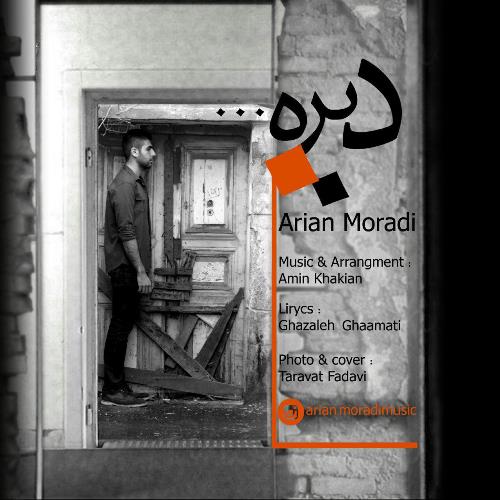 دیره...
Arian Moradi
Music & Arrangment :
Amin Khakian
Lirycs :
Ghazaleh Ghaamati
Photo & cover :
Taravat Fadavi
arian moradimusic